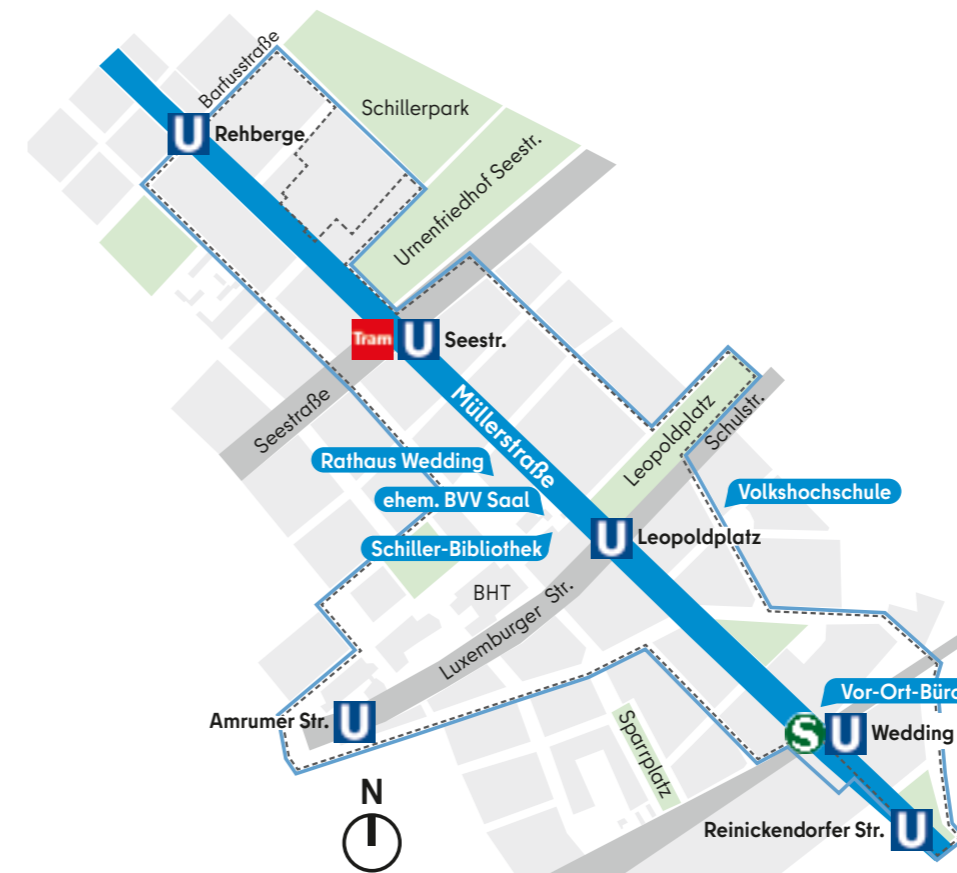 Barfusstraße
Schillerpark
U Rehberge
Urnenfriedhof Seestr.
Tram U Seestr.
Seestraße
Müllerstraße
Leopoldplatz
Schulstr.
Rathaus Wedding
ehem. BVV Saal
Volkshochschule
Schiller-Bibliothek
U Leopoldplatz
BHT
Luxemburger Str.
Vor-Ort-Büro
Amrumer Str. U
S U Wedding
Sparrplatz
N
Reinickendorfer Str. U